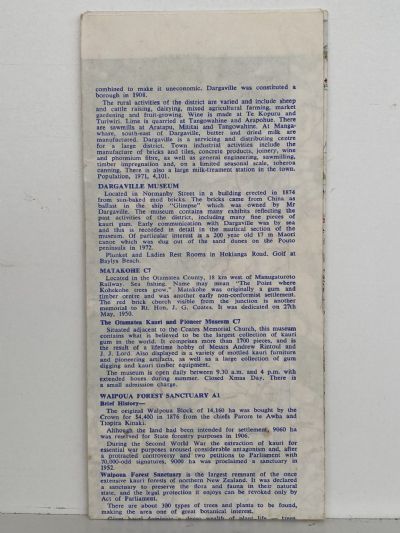 combined to make it uneconomic. Dargaville was constituted a
borough in 1908.
The rural activities of the district are varied and include sheep
and cattle raising, dairying, mixed agricultural farming, market
gardening and fruit-growing. Wine is made at Te Kopuru and
Turiwiri. Lime is quarried at Tangowahine and Arapohue. There
are sawmills at Aratapu, Mititai and Tangowahine. At Manga-
whare, south-east of Dargaville, butter and dried milk are
manufactured. Dargaville is a servicing and distributing centre
for a large district. Town industrial activities include the
manufacture of bricks and tiles, concrete products, joinery, wine
and phormium fibre, as well as general engineering, sawmilling,
timber impregnation and, on a limited seasonal scale, toheroa
canning. There is also a large milk-treatment station in the town.
Population, 1971, 4,101.
DARGAVILLE MUSEUM
Located in Normanby Street in a building erected in 1874
from sun-baked mud bricks. The bricks came from China as
ballast in the ship "Glimpse" which was owned by Mr
Dargaville. The museum contains many exhibits reflecting the
past activities of the district, including many fine pieces of
kauri gum. Early communication with Dargaville was by sea
and this is recorded in detail in the nautical section of the
museum. Of particular interest is a 200 year old 17 m Maori
canoe which was dug out of the sand dunes on the Pouto
peninsula in 1972.
Plunket and Ladies Rest Rooms in Hokianga Road. Golf at
Baylys Beach.
MATAKOHE C7
Located in the Otamatea County, 18 km west of Maungaturoto
Railway. Sea fishing. Name may mean "The Point where
Kohekohe trees grow." Matakohe was originally a gum and
timber centre and was another early non-conformist settlement.
The red brick church visible from the junction is another
memorial to Rt. Hon. J. G. Coates. It was dedicated on 27th
May, 1950.
The Otamatea Kauri and Pioneer Museum C7
Situated adjacent to the Coates Memorial Church, this museum
contains what is believed to be the largest collection of kauri
gum in the world. It comprises more than 1700 pieces, and is
the result of a lifetime hobby of Messrs Andrew Rintoul and
J. J. Lord. Also displayed is a variety of mottled kauri furniture
and pioneering artifacts, as well as a large collection of gum
digging and kauri timber equipment.
The museum is open daily between 9.30 a.m. and 4 p.m. with
extended hours during summer. Closed Xmas Day. There is
a small admission charge.
WAIPOUA FOREST SANCTUARY A1
Brief History—
The original Waipoua Block of 14,160 ha was bought by the
Crown for $4,400 in 1876 from the chiefs Parore te Awha and
Tiopira Kinaki.
Although the land had been intended for settlement, 9060 ha
was reserved for State forestry purposes in 1906.
During the Second World War the extraction of kauri for
essential war purposes aroused considerable antagonism and, after
a protracted controversy and two petitions to Parliament with
70,000-odd signatures, 9000 ha was proclaimed a sanctuary in
1952.
Waipoua Forest Sanctuary is the largest remnant of the once
extensive kauri forests of northern New Zealand. It was declared
a sanctuary to preserve the flora and fauna in their natural
state, and the legal protection it enjoys can be revoked only by
Act of Parliament.
There are about 300 types of trees and plants to be found,
making the area one of great botanical interest.